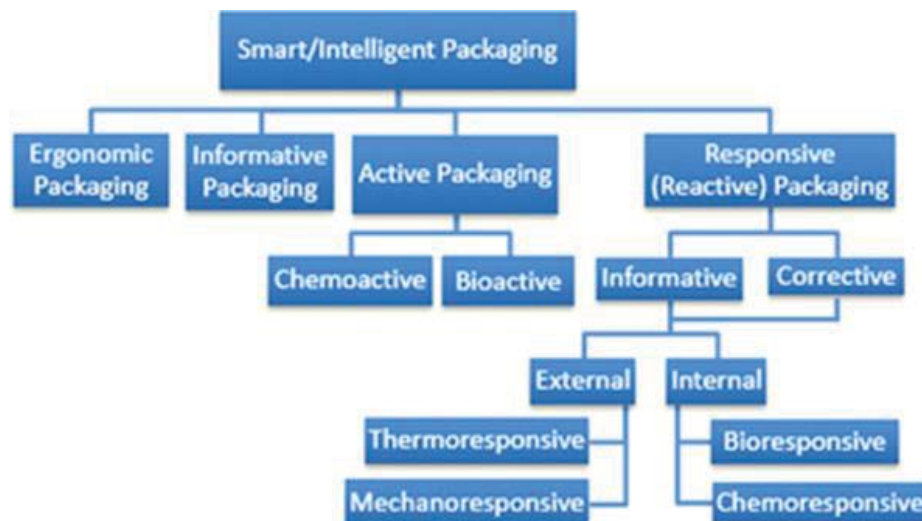 Smart/Intelligent Packaging
Ergonomic
Packaging
Informative
Packaging
Active Packaging
Responsive
(Reactive) Packaging
Chemoactive
Bioactive
Informative
Corrective
External
Internal
Thermoresponsive
Bioresponsive
Mechanoresponsive
Chemoresponsive